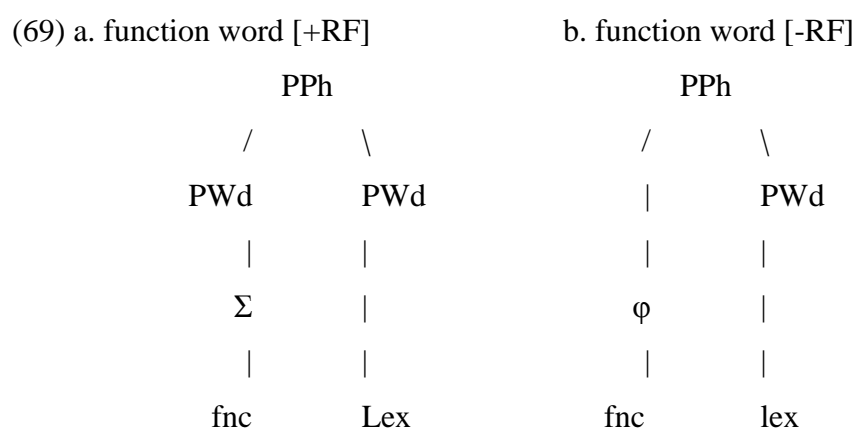 (69) a. function word [+RF] b. function word [-RF]
PPh PPh
/ \ / \
PWd PWd | PWd
| | | |
Σ | φ |
| | | |
fnc Lex fnc lex